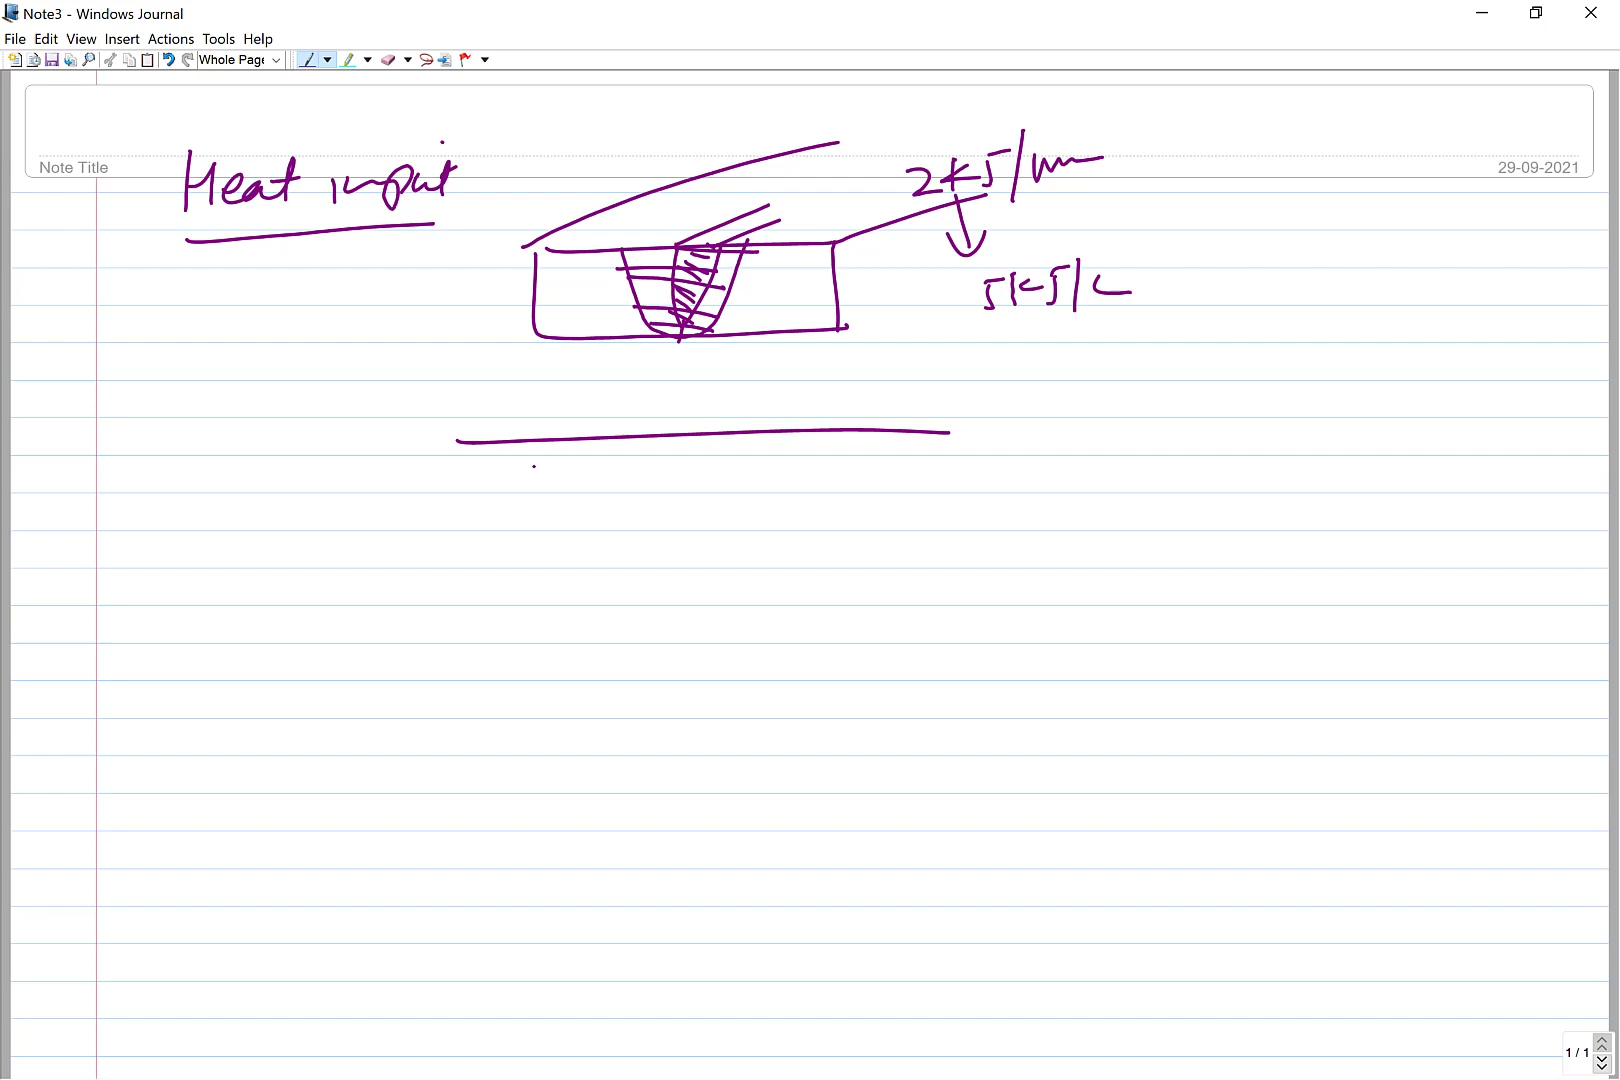 Note3 - Windows Journal
File Edit View Insert Actions Tools Help
Whole Page
Note Title
29-09-2021
Heat input
2KJ/mm
5KJ/
1 / 1